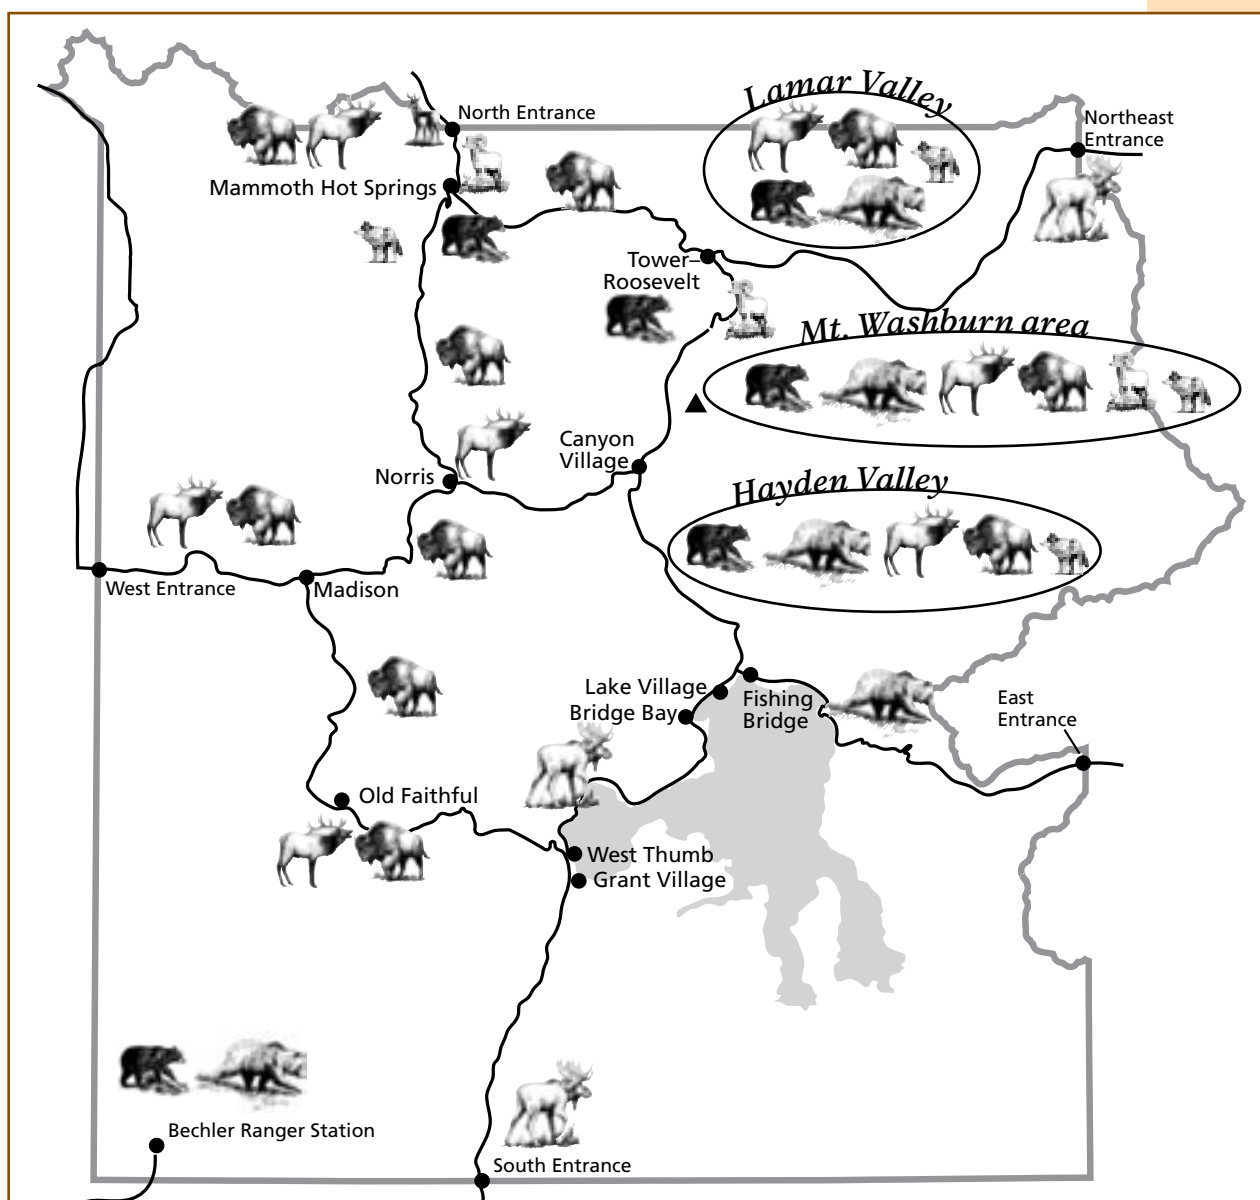 Lamar Valley
North Entrance
Northeast
Entrance
Mammoth Hot Springs
Tower–
Roosevelt
Mt. Washburn area
Canyon
Village
Norris
Hayden Valley
West Entrance
Madison
Lake Village
Bridge Bay
Fishing
Bridge
East
Entrance
Old Faithful
West Thumb
Grant Village
Bechler Ranger Station
South Entrance